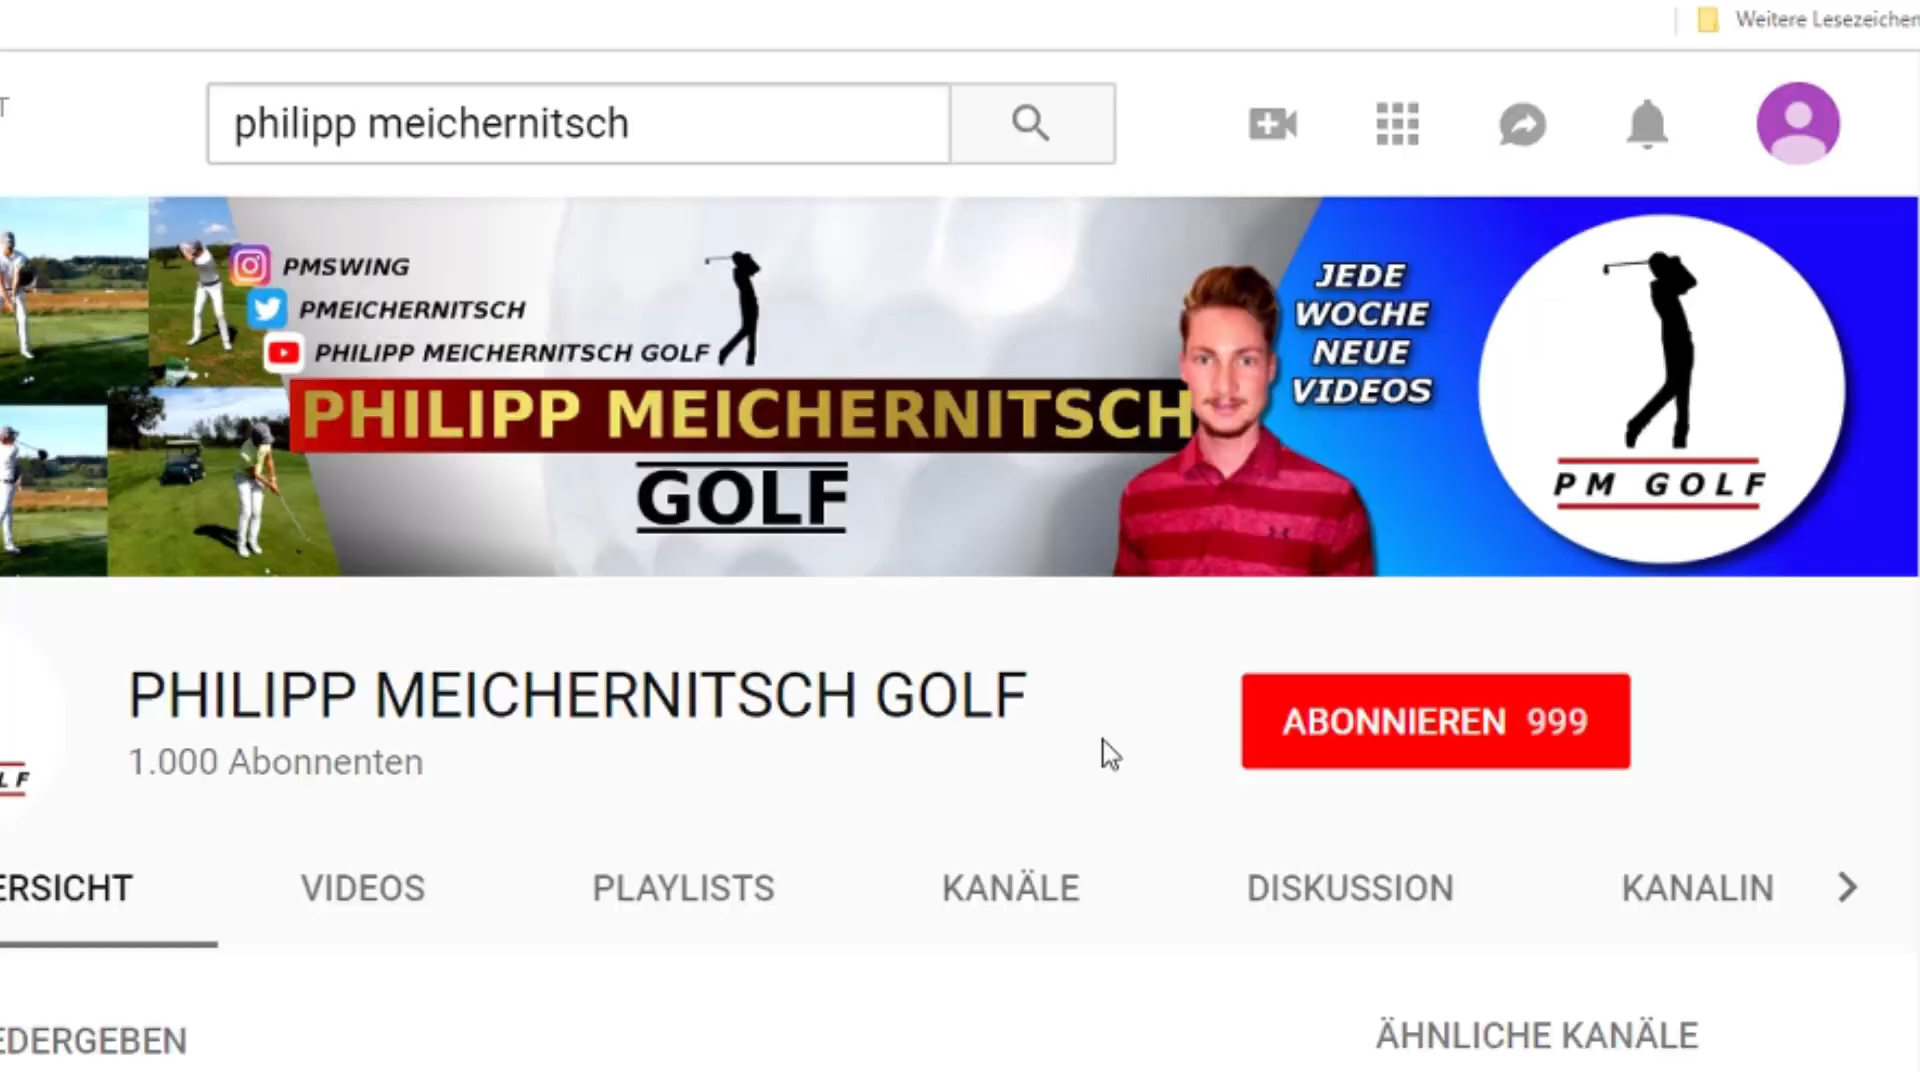 Weitere Lesezeichen
T
philipp meichernitsch
PMSWING
PMEICHERNITSCH
PHILIPP MEICHERNITSCH GOLF
PHILIPP MEICHERNITSCH
GOLF
JEDE
WOCHE
NEUE
VIDEOS
PM GOLF
PHILIPP MEICHERNITSCH GOLF
1.000 Abonnenten
ABONNIEREN 999
LF
ERSICHT VIDEOS PLAYLISTS KANÄLE DISKUSSION KANALIN
EDERGEBEN
ÄHNLICHE KANÄLE